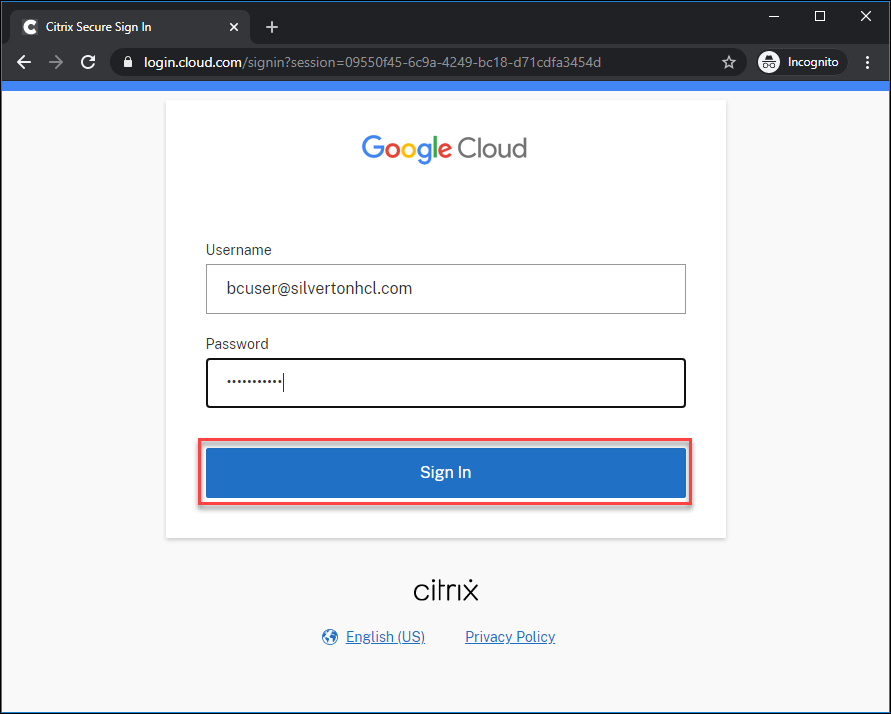 Citrix Secure Sign In
login.cloud.com/signin?session=09550f45-6c9a-4249-bc18-d71cdfa3454d
Incognito
Google Cloud
Username
bcuser@silvertonhcl.com
Password
•••••••••••
Sign In
citrix
English (US) Privacy Policy